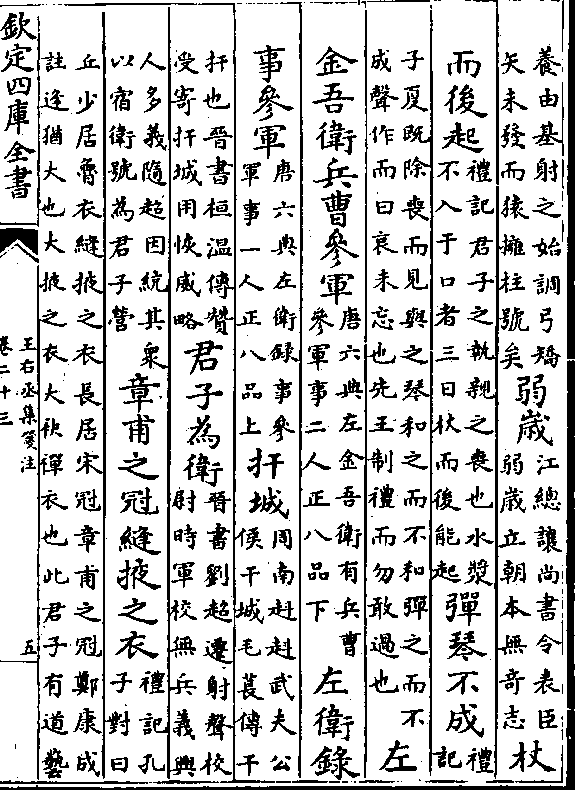 養由基射之始調弓矯矢未發而猿擁柱號矣弱歲江總讓尚書令表臣弱歲立朝本無奇志杖
而後起禮記君子之執親之喪也水漿不入于口者三日杖而後能起彈琴不成禮記
子夏既除喪而見與之琴和之而不和彈之而不成聲作而曰哀未忘也先王制禮而勿敢過也左
金吾衛兵曹參軍唐六典左金吾衛有兵曹參軍事二人正八品下左衛錄
事參軍唐六典左衛錄事參軍事一人正八品上扞城周南赳赳武夫公侯干城毛萇傳干
扞也晉書桓溫傳贊受寄扞城用恢威略君子為衛晉書劉超遷射聲校尉時軍校無兵義興
人多義隨超因統其衆以宿衛號為君子營章甫之冠縫掖之衣禮記孔子對曰
丘少居魯衣縫掖之衣長居宋冠章甫之冠鄭康成註逢猶大也大掖之衣大袂禪衣也此君子有道藝
欽定四庫全書
王右丞集箋注
卷二十三
五